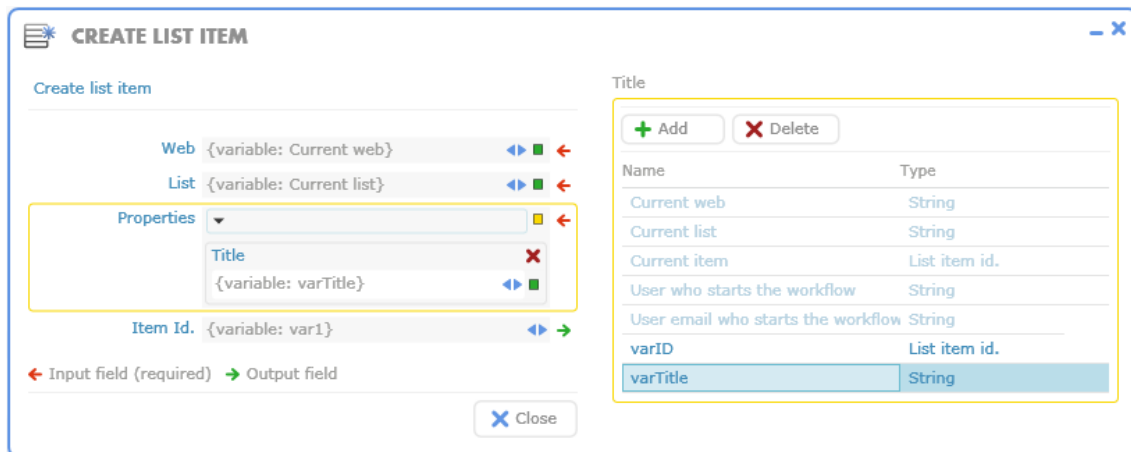 CREATE LIST ITEM
Create list item
Web {variable: Current web}
List {variable: Current list}
Properties
Title
{variable: varTitle}
Item Id. {variable: var1}
Input field (required) Output field
Close
Title
Add Delete
Name Type
Current web String
Current list String
Current item List item id.
User who starts the workflow String
User email who starts the workflow String
varID List item id.
varTitle String